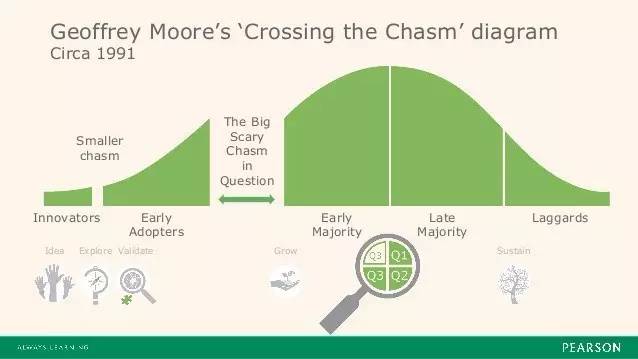 Geoffrey Moore’s ‘Crossing the Chasm’ diagram
Circa 1991
Smaller
chasm
The Big
Scary
Chasm
in
Question
Innovators
Early
Adopters
Early
Majority
Late
Majority
Laggards
Idea
Explore
Validate
Grow
Sustain
Q3 Q1
Q3 Q2
ALWAYS LEARNING
PEARSON